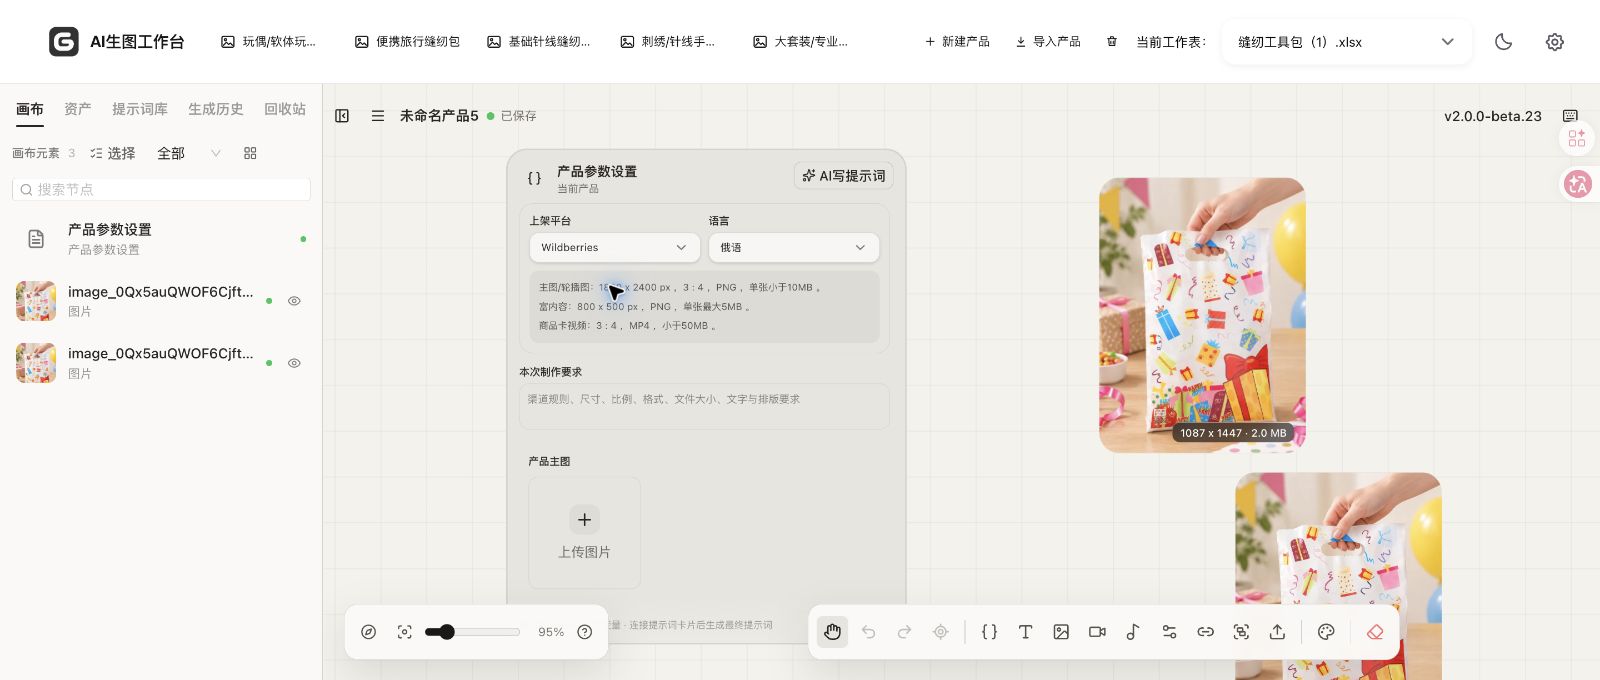 AI生图工作台
玩偶/软体玩...
便携旅行缝纫包
基础针线缝纫...
刺绣/针线手...
大套装/专业...
新建产品
导入产品
当前工作表：
缝纫工具包（1）.xlsx
画布 资产 提示词库 生成历史 回收站
画布元素 3 选择 全部
搜索节点
产品参数设置
产品参数设置
image_0Qx5auQWOF6Cjft...
图片
image_0Qx5auQWOF6Cjft...
图片
未命名产品5 已保存
v2.0.0-beta.23
产品参数设置
当前产品
AI写提示词
上架平台 语言
Wildberries 俄语
主图/轮播图： x 2400 px ，3 : 4 ，PNG ，单张小于10MB 。
富内容：800 x 500 px ，PNG ，单张最大5MB 。
商品卡视频：3 : 4 ，MP4 ，小于50MB 。
本次制作要求
渠道规则、尺寸、比例、格式、文件大小、文字与排版要求
产品主图
上传图片
量 · 连接提示词卡片后生成最终提示词
1087 x 1447 · 2.0 MB
95%